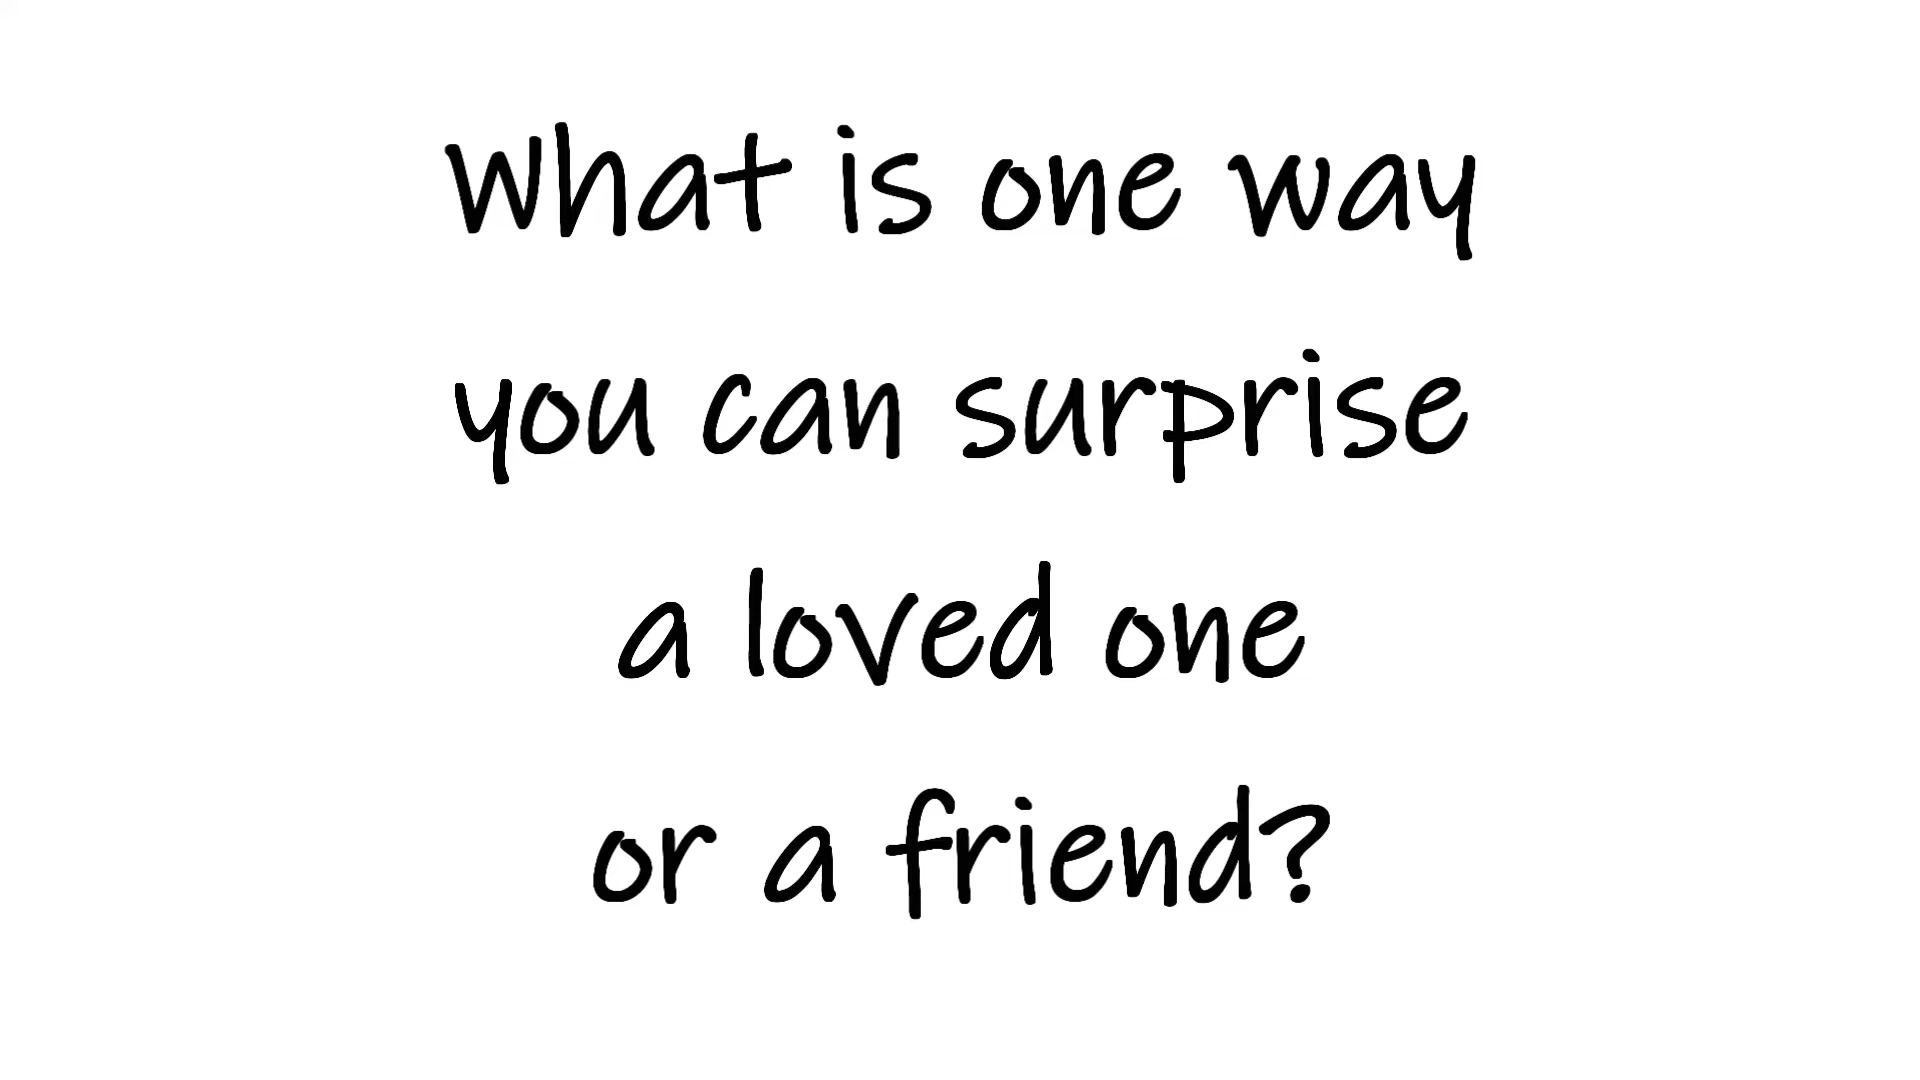 What is one way
you can surprise
a loved one
or a friend?